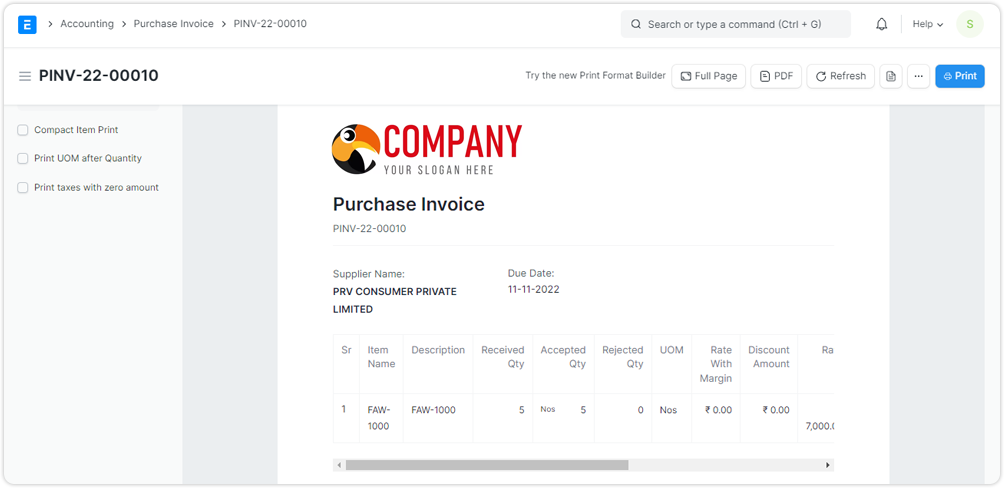 E
Accounting
Purchase Invoice
PINV-22-00010
Search or type a command (Ctrl + G)
Help
S
PINV-22-00010
Try the new Print Format Builder
Full Page
PDF
Refresh
...
Print
Compact Item Print
Print UOM after Quantity
Print taxes with zero amount
COMPANY
YOUR SLOGAN HERE
Purchase Invoice
PINV-22-00010
Supplier Name:
PRV CONSUMER PRIVATE
LIMITED
Due Date:
11-11-2022
Sr
Item
Name
Description
Received
Qty
Accepted
Qty
Rejected
Qty
UOM
Rate
With
Margin
Discount
Amount
Ra
1
FAW-
1000
FAW-1000
5
Nos 5
0
Nos
₹ 0.00
₹ 0.00
7,000.0